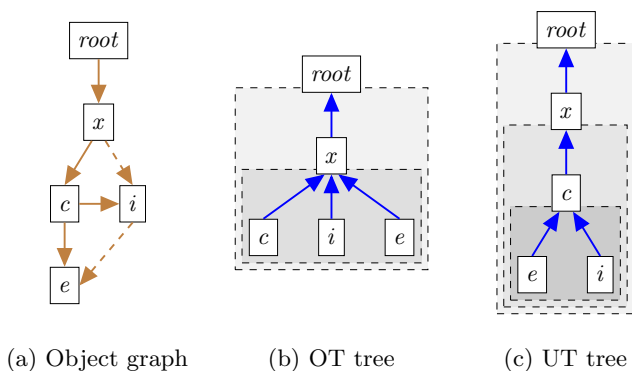 root
x
c
i
e
(a) Object graph
root
x
c
i
e
(b) OT tree
root
x
c
e
i
(c) UT tree